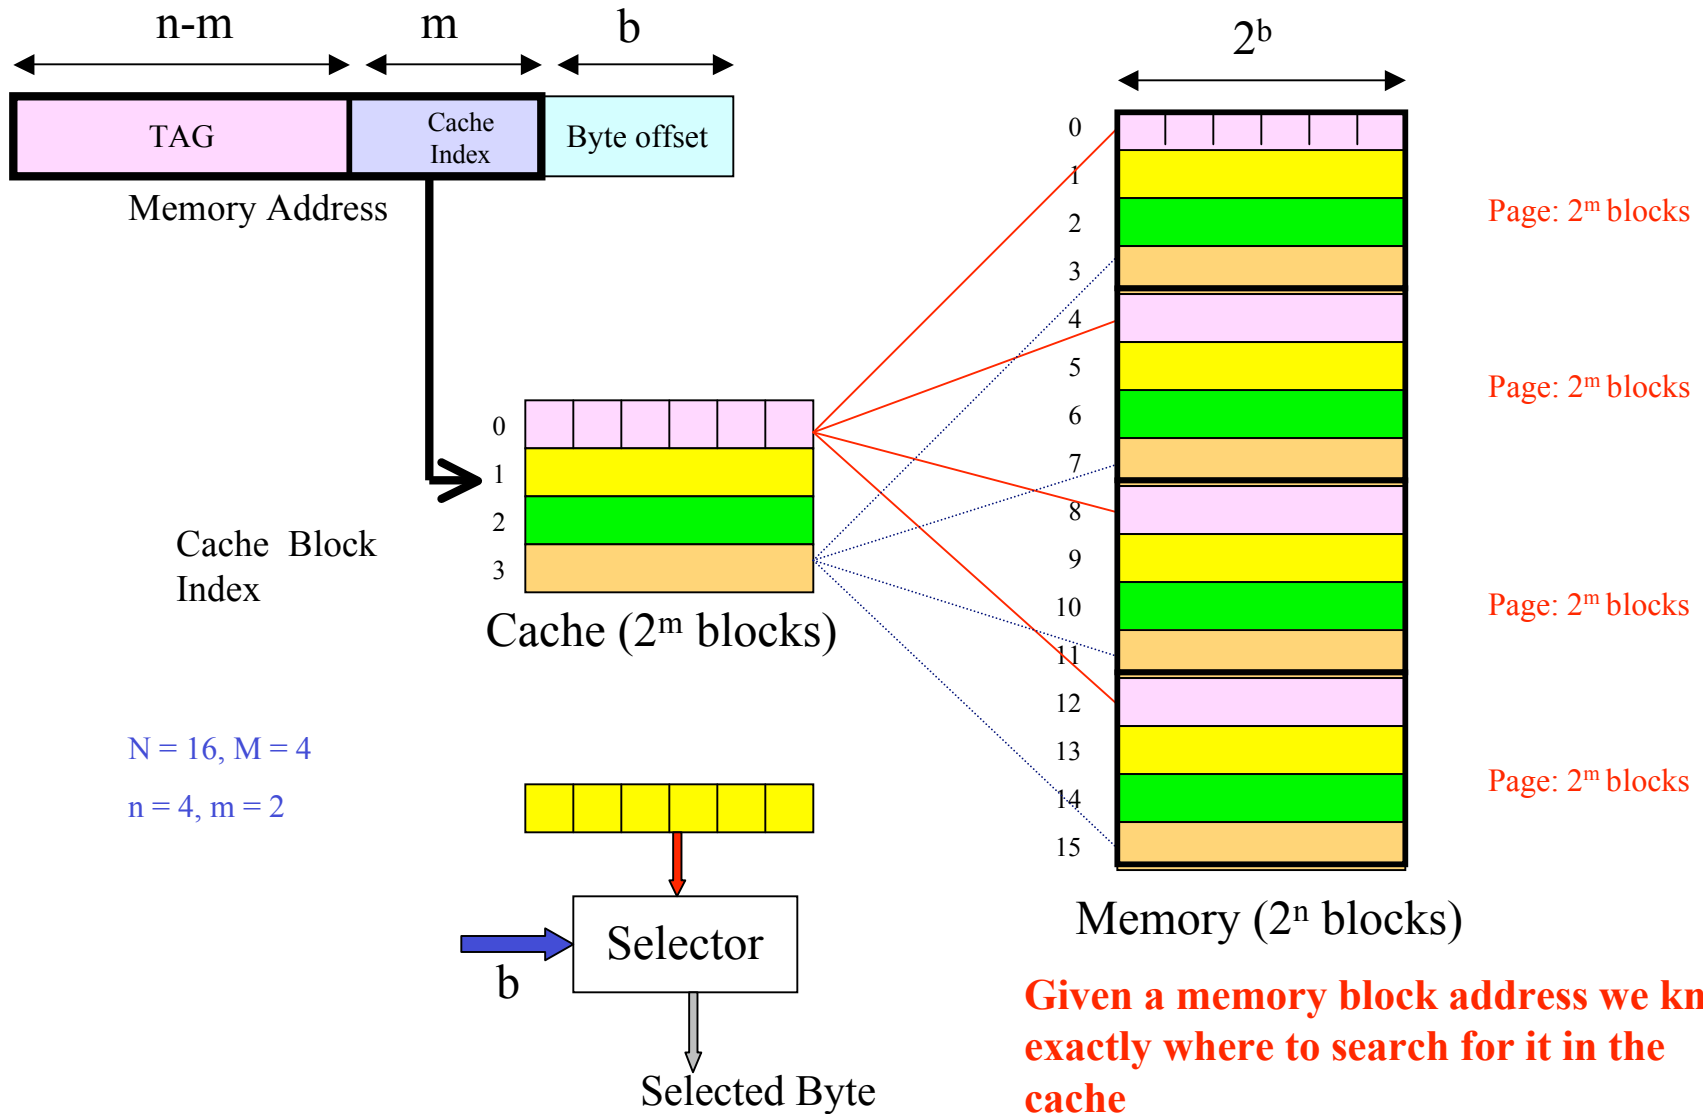 n-m
m
b
TAG
Cache
Index
Byte offset
Memory Address
2ᵇ
0
1
2
3
4
5
6
7
8
9
10
11
12
13
14
15
Page: 2ᵐ blocks
Page: 2ᵐ blocks
Page: 2ᵐ blocks
Page: 2ᵐ blocks
Memory (2ⁿ blocks)
0
1
2
3
Cache Block
Index
Cache (2ᵐ blocks)
N = 16, M = 4
n = 4, m = 2
Selector
b
Selected Byte
Given a memory block address we
exactly where to search for it in the
cache